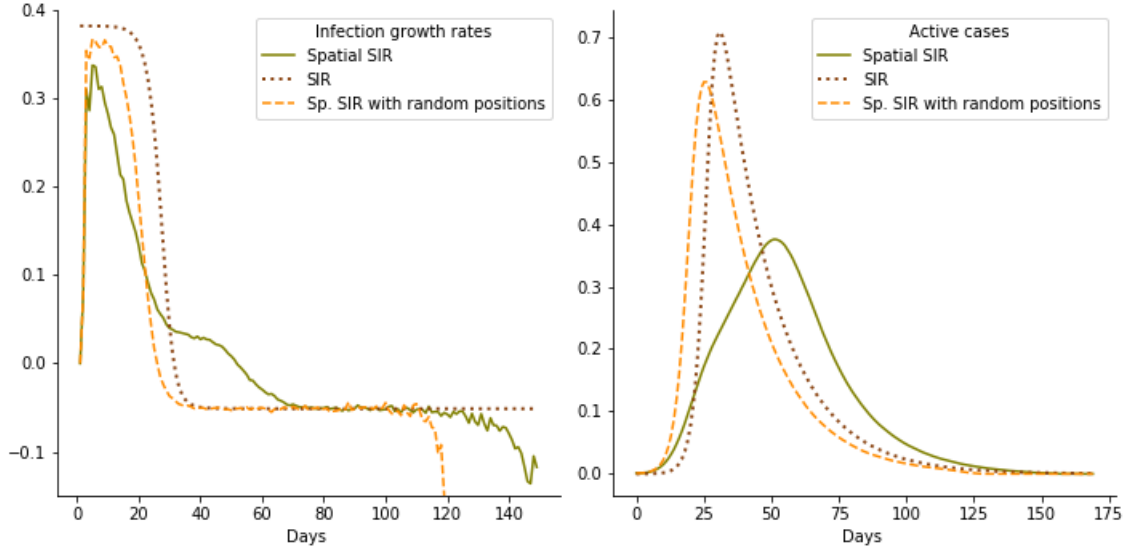 Infection growth rates
Spatial SIR
SIR
Sp. SIR with random positions
0.4
0.3
0.2
0.1
0.0
−0.1
0 20 40 60 80 100 120 140
Days
Active cases
Spatial SIR
SIR
Sp. SIR with random positions
0.7
0.6
0.5
0.4
0.3
0.2
0.1
0.0
0 25 50 75 100 125 150 175
Days